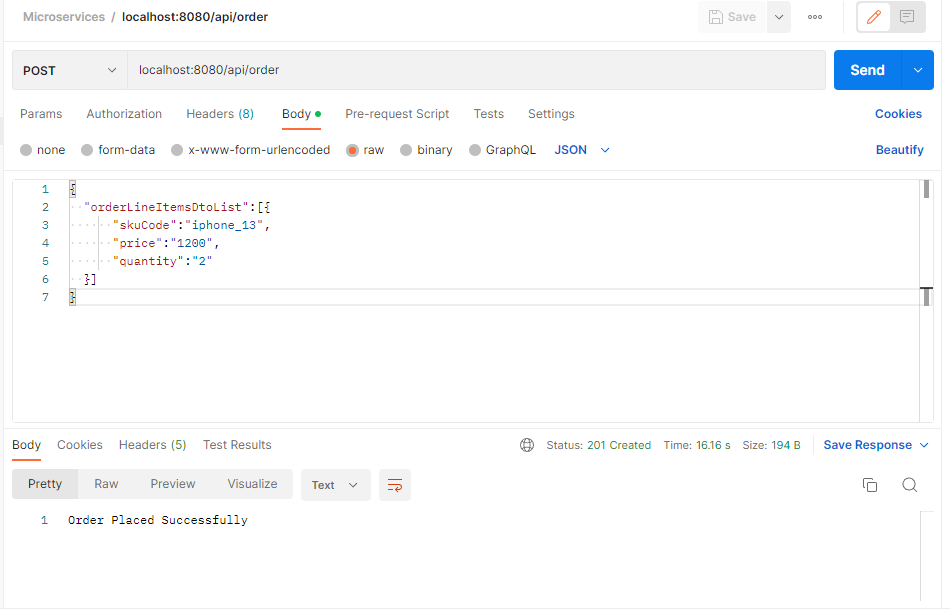 Microservices / localhost:8080/api/order
Save
POST localhost:8080/api/order Send
Params Authorization Headers (8) Body Pre-request Script Tests Settings Cookies
none form-data x-www-form-urlencoded raw binary GraphQL JSON Beautify
1 {
2 "orderLineItemsDtoList":[{
3 "skuCode":"iphone_13",
4 "price":"1200",
5 "quantity":"2"
6 }]
7 }
Body Cookies Headers (5) Test Results Status: 201 Created Time: 16.16 s Size: 194 B Save Response
Pretty Raw Preview Visualize Text
1 Order Placed Successfully